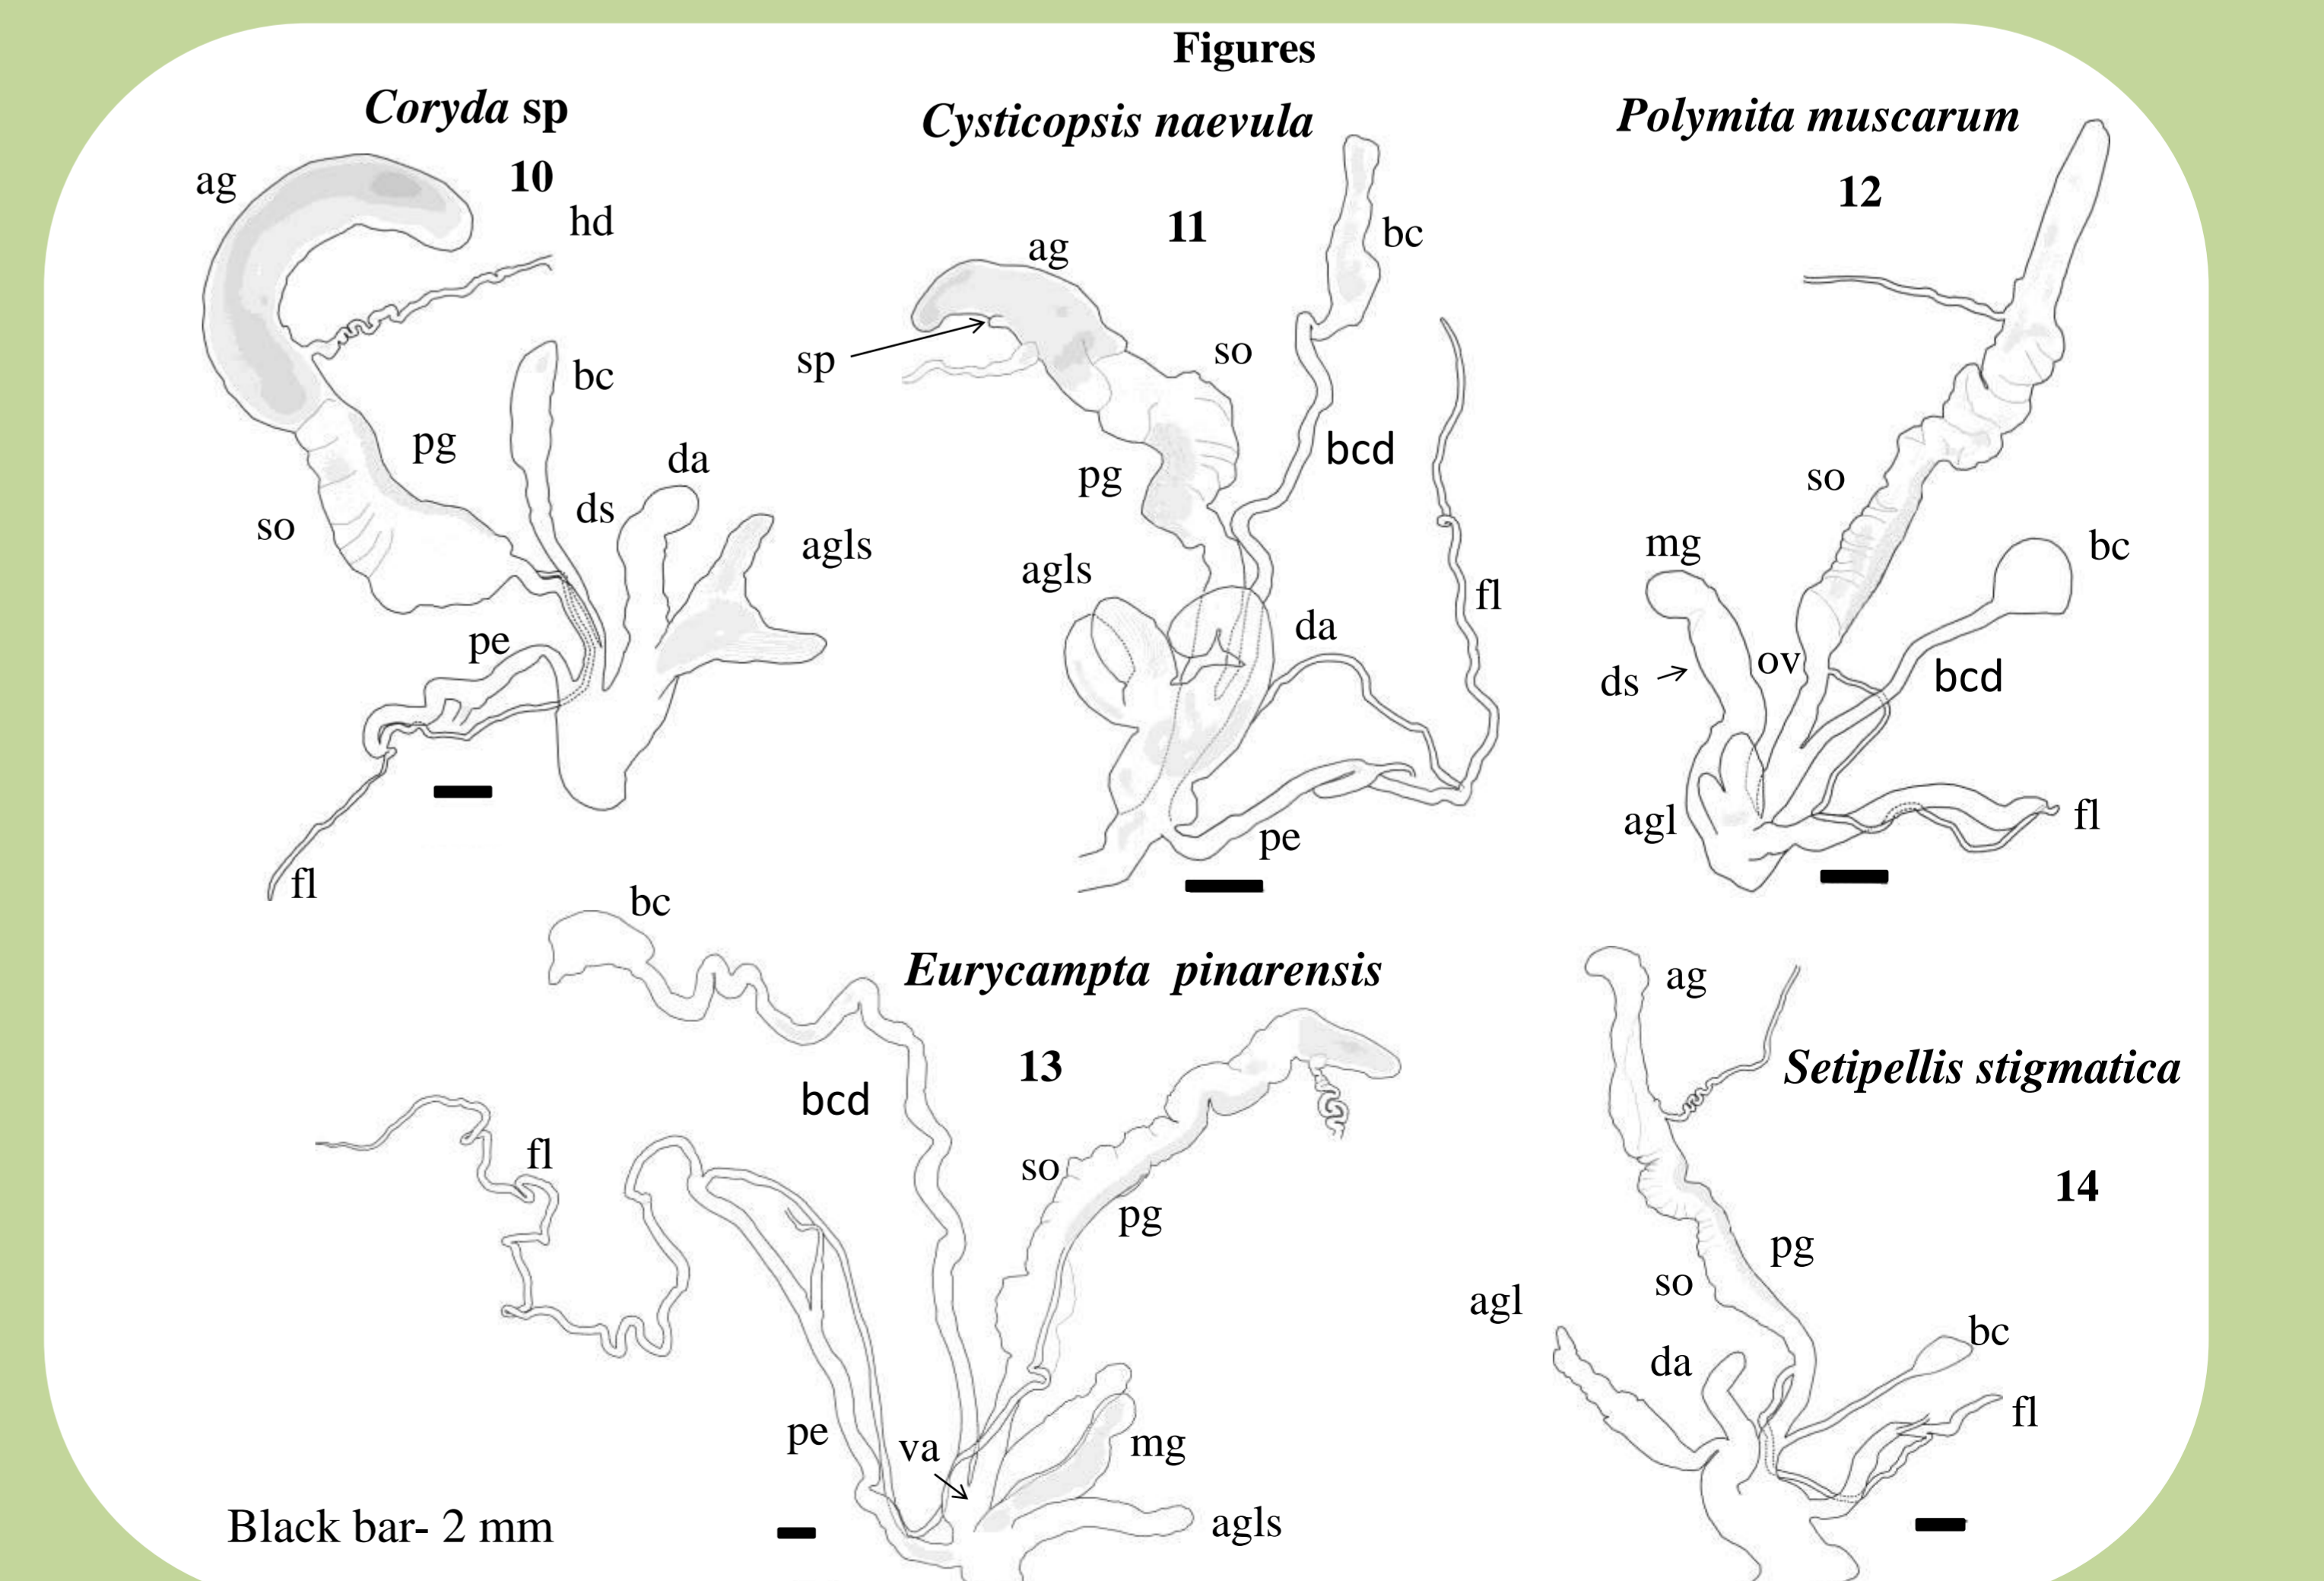 Figures
Coryda sp
10
ag
hd
bc
pg
da
ds
so
agls
pe
fl
Cysticopsis naevula
11
ag
bc
sp
so
bcd
pg
agls
fl
da
pe
Polymita muscarum
12
so
mg
bc
ov
ds
bcd
agl
fl
bc
Eurycampta pinarensis
13
bcd
fl
so
pg
pe
va
mg
agls
ag
Setipellis stigmatica
14
pg
so
agl
bc
da
fl
Black bar- 2 mm